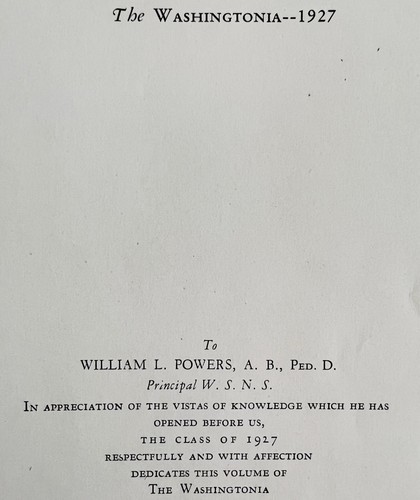 The Washingtonia--1927
To
WILLIAM L. POWERS, A. B., Ped. D.
Principal W. S. N. S.
In appreciation of the vistas of knowledge which he has
opened before us,
the class of 1927
respectfully and with affection
dedicates this volume of
The Washingtonia